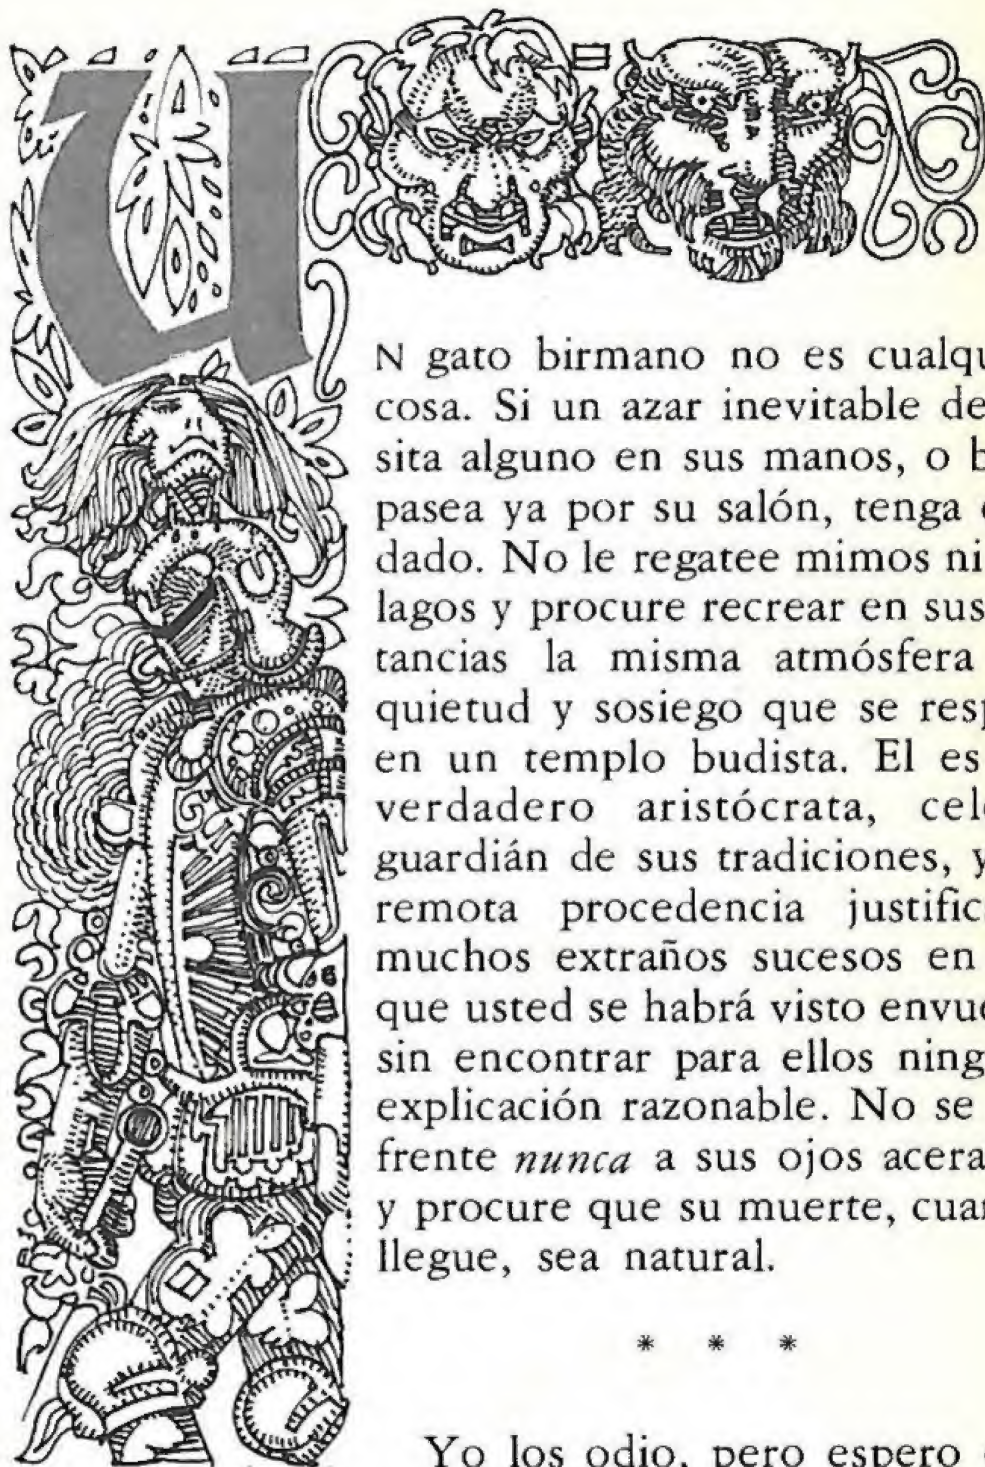 UN gato birmano no es cualqu
cosa. Si un azar inevitable de
sita alguno en sus manos, o b
pasea ya por su salón, tenga
dado. No le regatee mimos ni
lagos y procure recrear en sus
tancias la misma atmósfera
quietud y sosiego que se resp
en un templo budista. El es
verdadero aristócrata, cel
guardián de sus tradiciones, y
remota procedencia justific
muchos extraños sucesos en
que usted se habrá visto envue
sin encontrar para ellos ning
explicación razonable. No se
frente nunca a sus ojos acera
y procure que su muerte, cuan
llegue, sea natural.
* * *
Yo los odio, pero espero